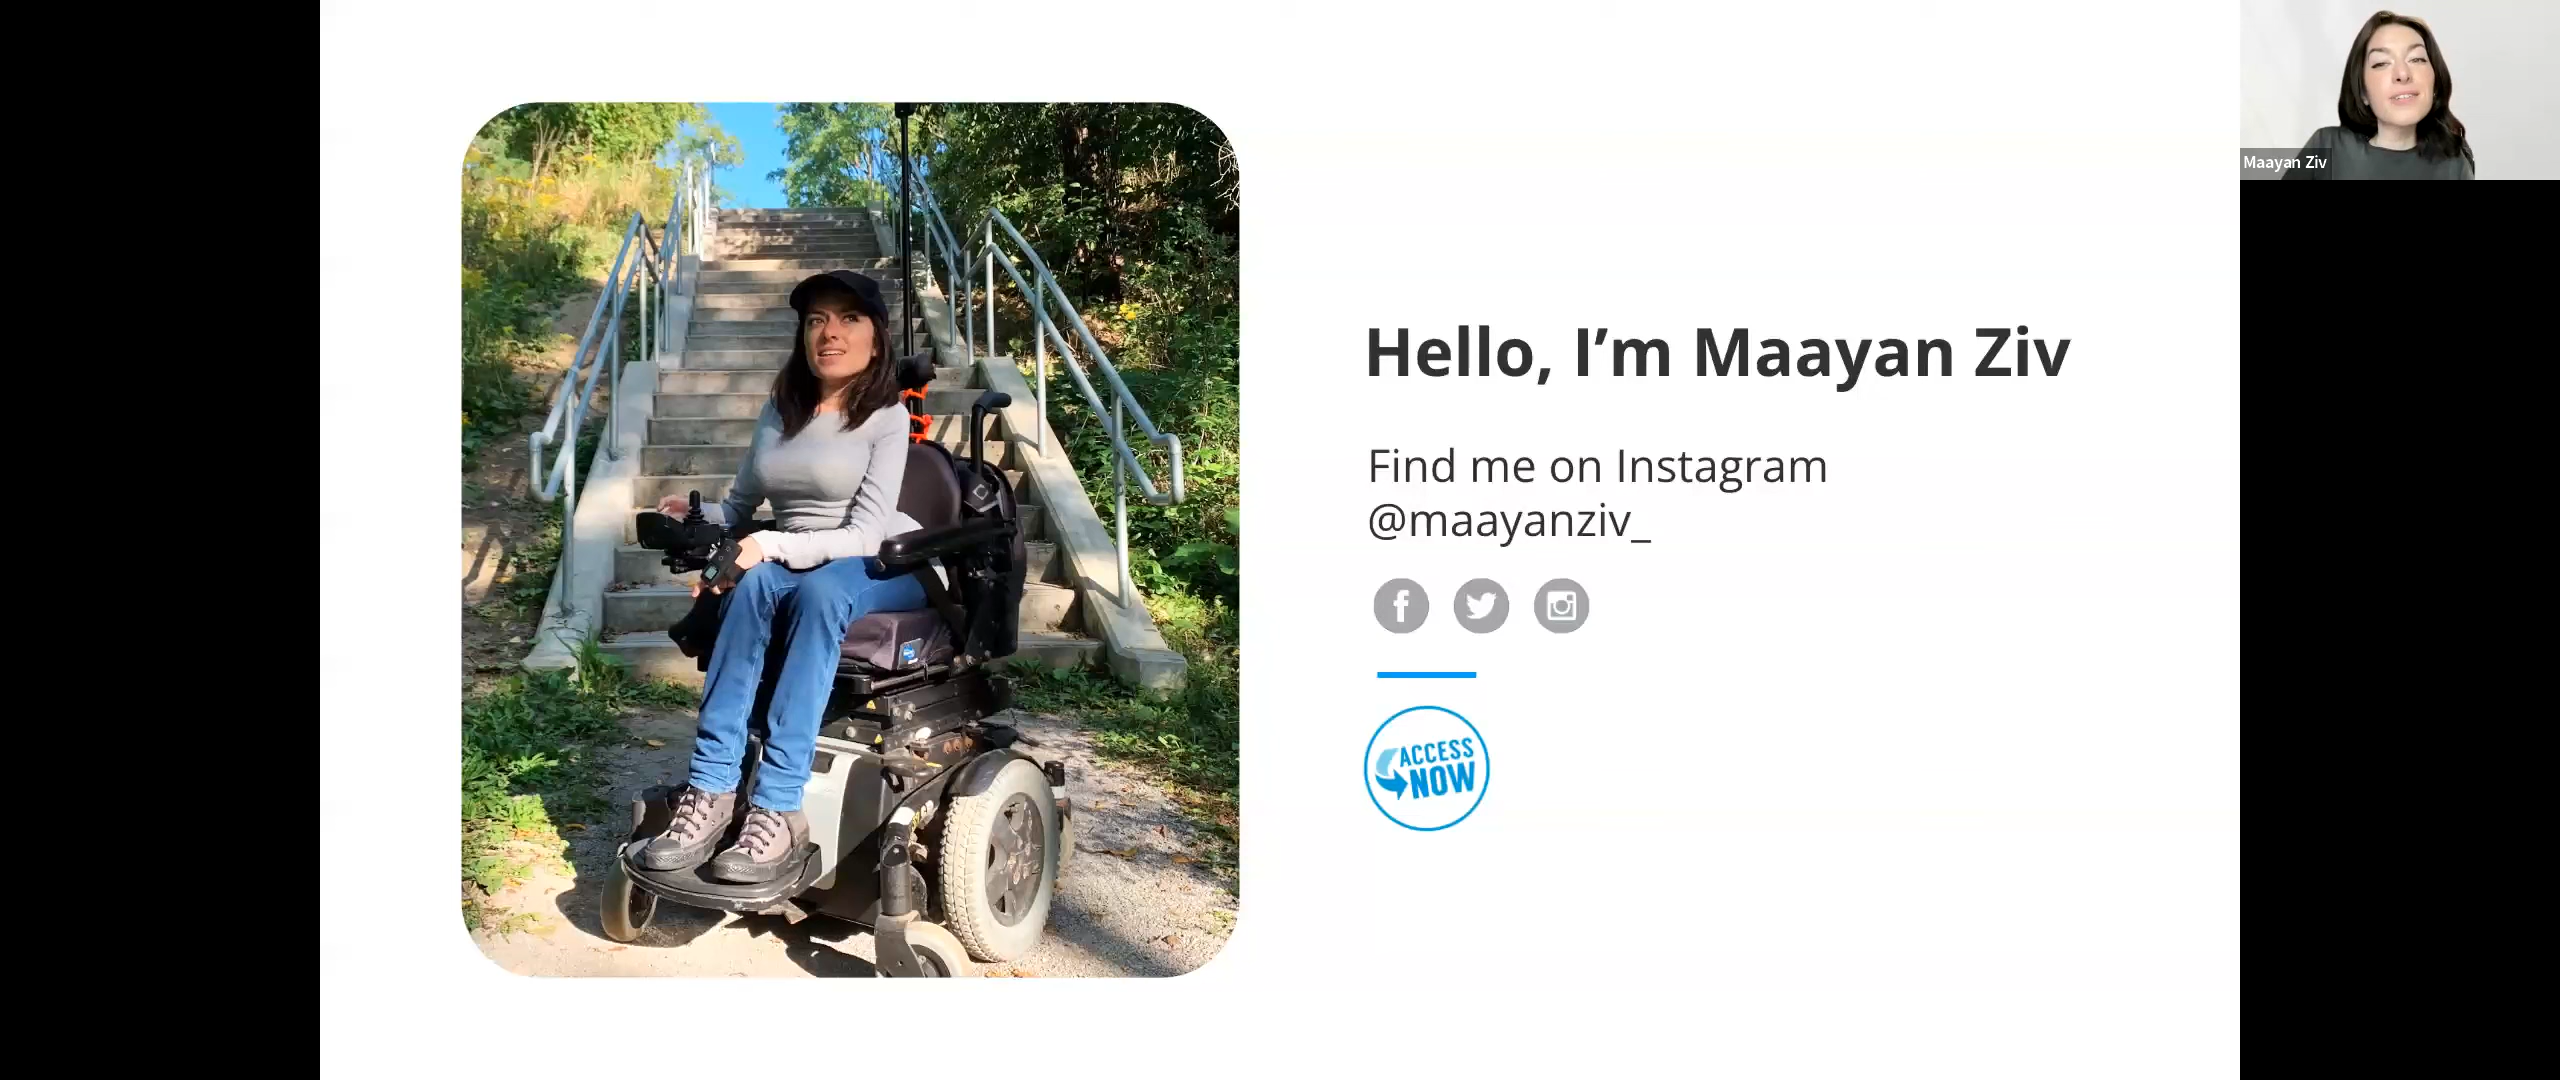 Hello, I’m Maayan Ziv
Find me on Instagram
@maayanziv_
ACCESS
NOW
Maayan Ziv